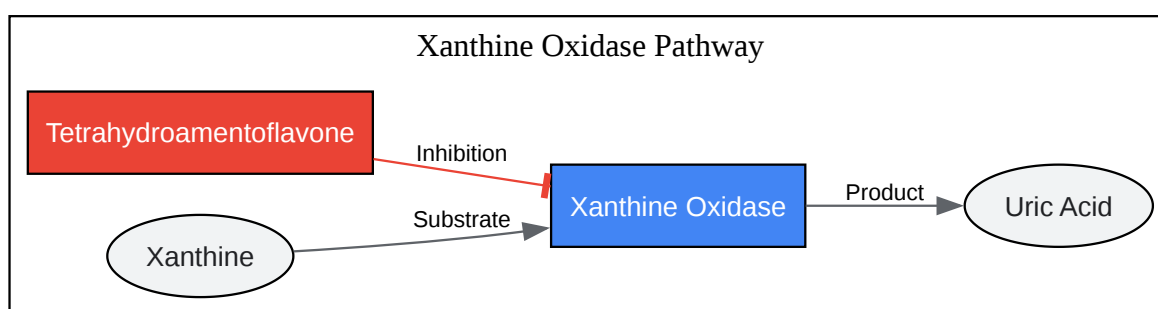 Xanthine Oxidase Pathway
Tetrahydroamentoflavone
Inhibition
Xanthine Oxidase
Product
Uric Acid
Substrate
Xanthine